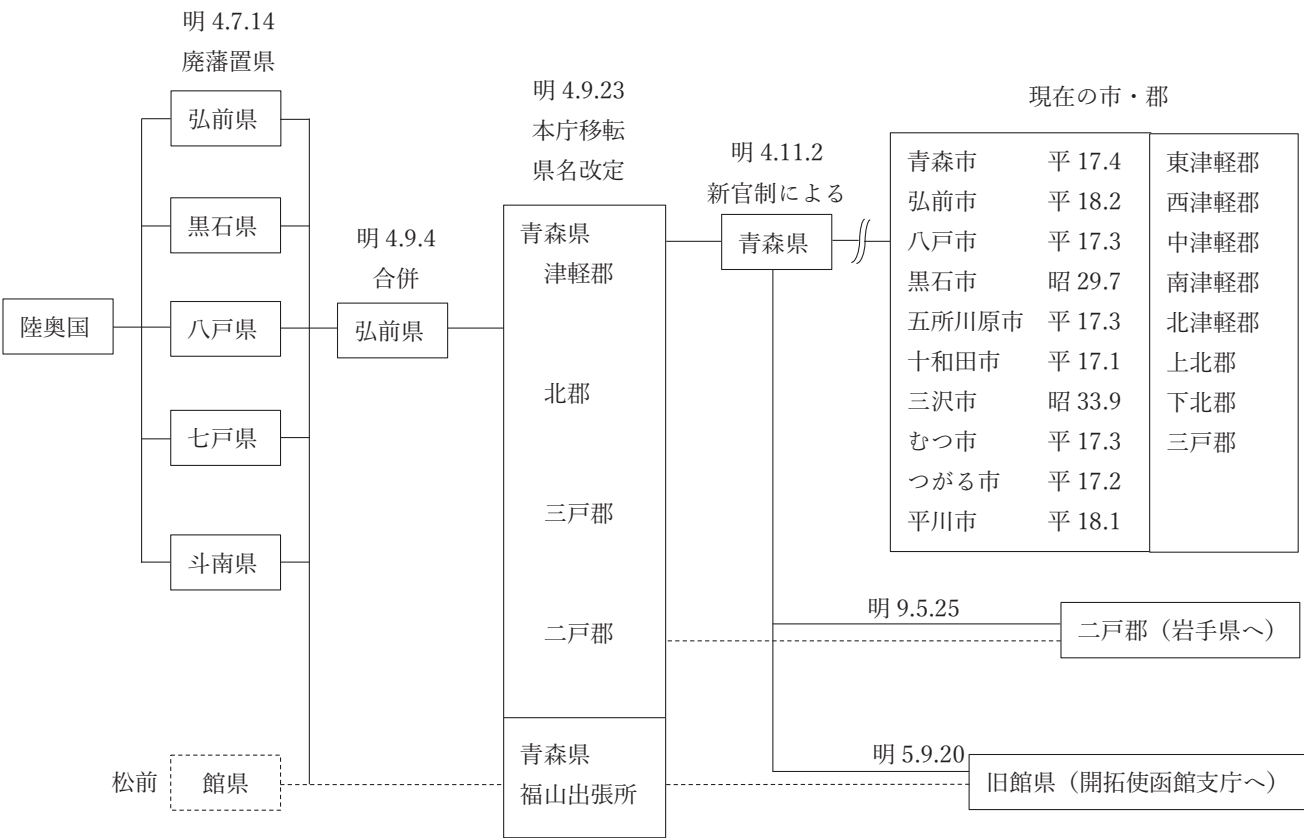 明 4.7.14
廃藩置県
弘前県
黒石県
陸奥国
八戸県
七戸県
斗南県
松前
館県
明 4.9.4
合併
弘前県
明 4.9.23
本庁移転
県名改定
青森県
津軽郡
北郡
三戸郡
二戸郡
青森県
福山出張所
明 4.11.2
新官制による
青森県
現在の市・郡
青森市 平 17.4
弘前市 平 18.2
八戸市 平 17.3
黒石市 昭 29.7
五所川原市 平 17.3
十和田市 平 17.1
三沢市 昭 33.9
むつ市 平 17.3
つがる市 平 17.2
平川市 平 18.1
東津軽郡
西津軽郡
中津軽郡
南津軽郡
北津軽郡
上北郡
下北郡
三戸郡
明 9.5.25
二戸郡（岩手県へ）
明 5.9.20
旧館県（開拓使函館支庁へ）